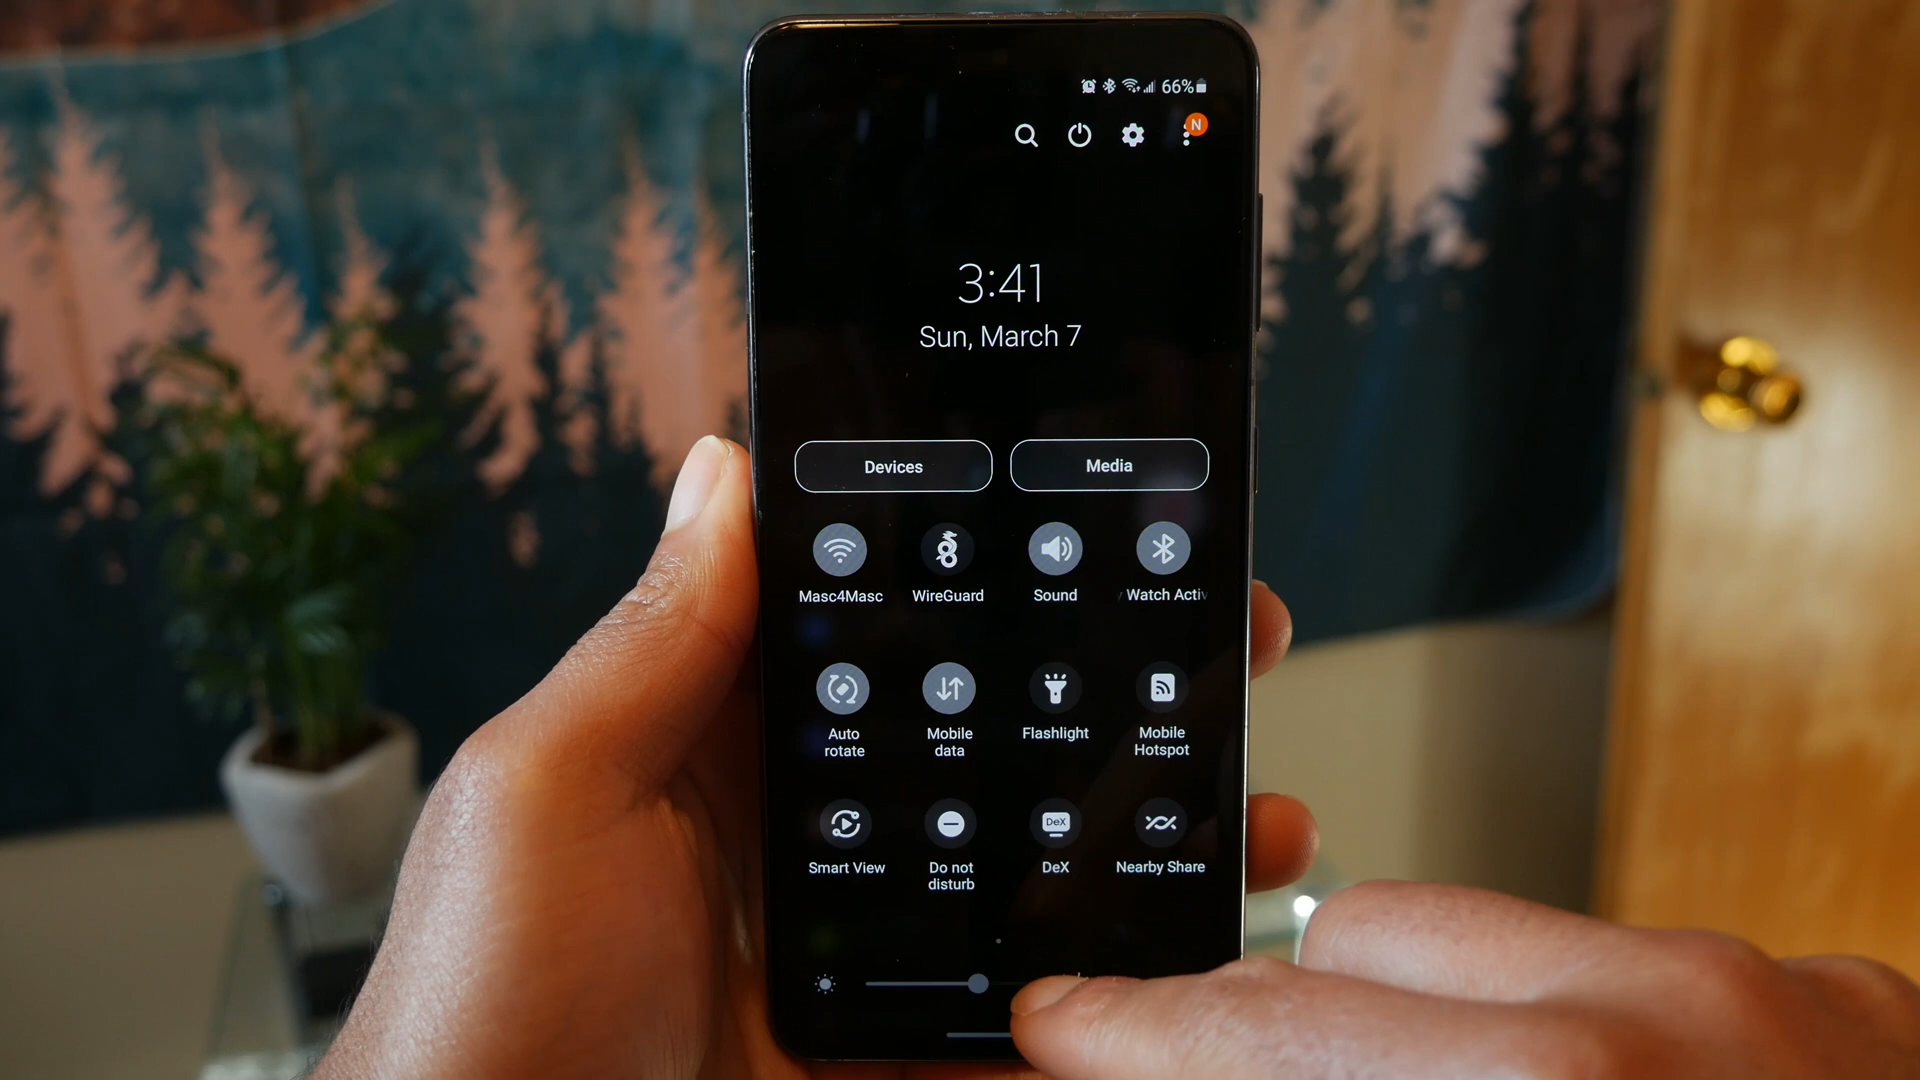 66%
N
3:41
Sun, March 7
Devices Media
Masc4Masc WireGuard Sound Watch Activ
Auto rotate Mobile data Flashlight Mobile Hotspot
Smart View Do not disturb DeX DeX Nearby Share